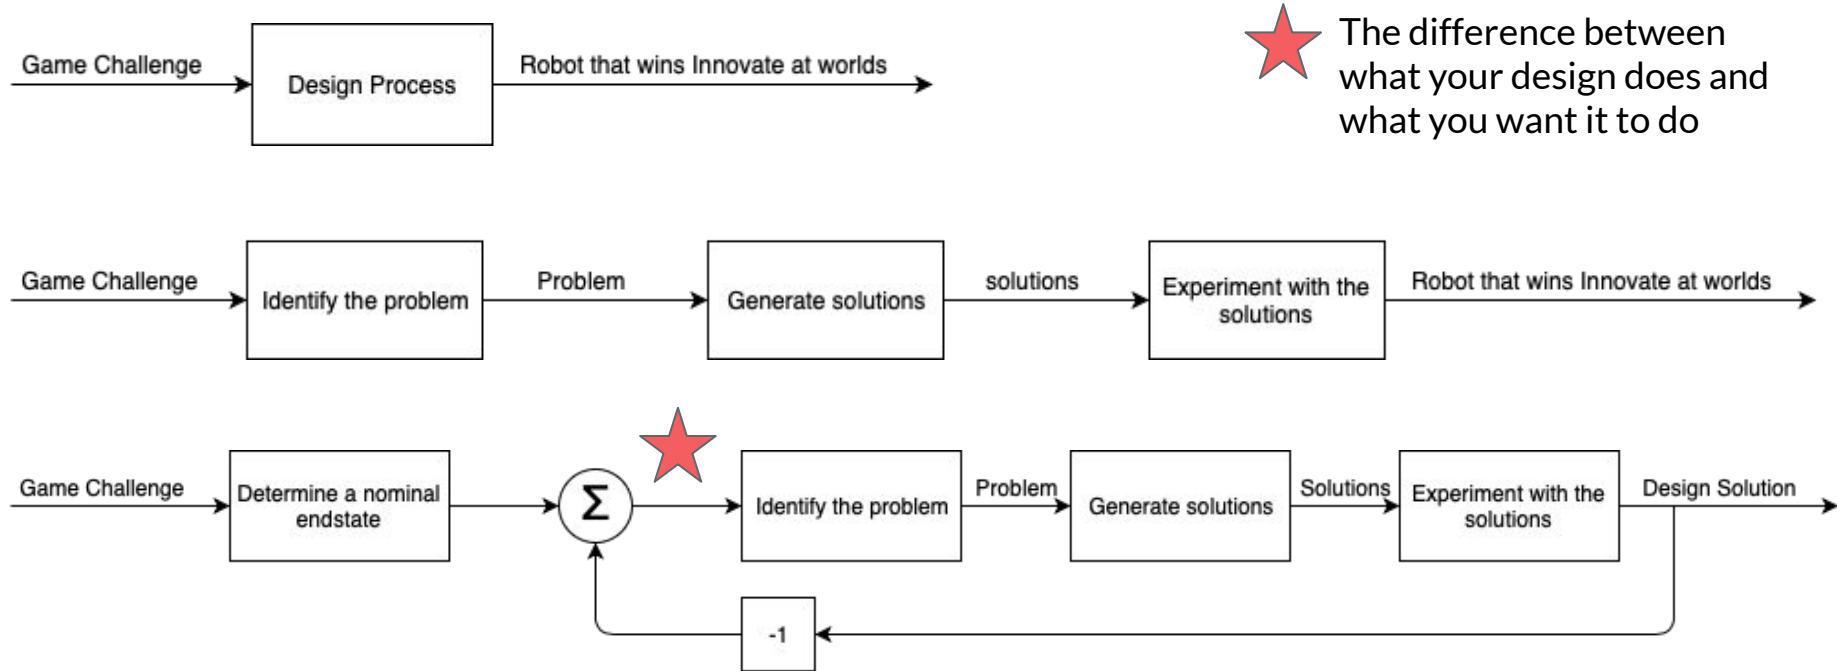 Game Challenge
Design Process
Robot that wins Innovate at worlds
The difference between
what your design does and
what you want it to do
Game Challenge
Identify the problem
Problem
Generate solutions
solutions
Experiment with the
solutions
Robot that wins Innovate at worlds
Game Challenge
Determine a nominal
endstate
Σ
Identify the problem
Problem
Generate solutions
Solutions
Experiment with the
solutions
Design Solution
-1